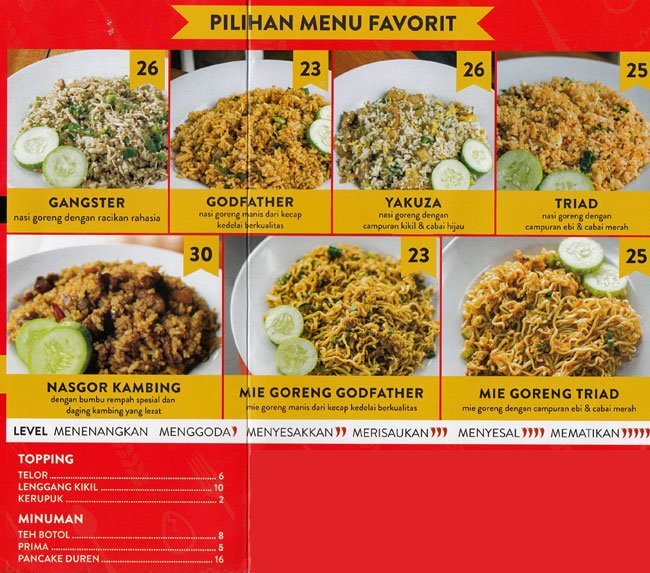 PILIHAN MENU FAVORIT
26
23
26
25
GANGSTER
nasi goreng dengan racikan rahasia
GODFATHER
nasi goreng manis dari kecap
kedelai berkualitas
YAKUZA
nasi goreng dengan
campuran kikil & cabai hijau
TRIAD
nasi goreng dengan
campuran ebi & cabai merah
30
23
25
NASGOR KAMBING
dengan bumbu rempah spesial dan
daging kambing yang lezat
MIE GORENG GODFATHER
mie goreng manis dari kecap kedelai berkualitas
MIE GORENG TRIAD
mie goreng dengan campuran ebi & cabai merah
LEVEL MENENANGKAN MENGGODA MENYESAKKAN MERISAUKAN MENYESAL MEMATIKAN
TOPPING
TELOR 6
LENGGANG KIKIL 10
KERUPUK 2
MINUMAN
TEH BOTOL 8
PRIMA 5
PANCAKE DUREN 16